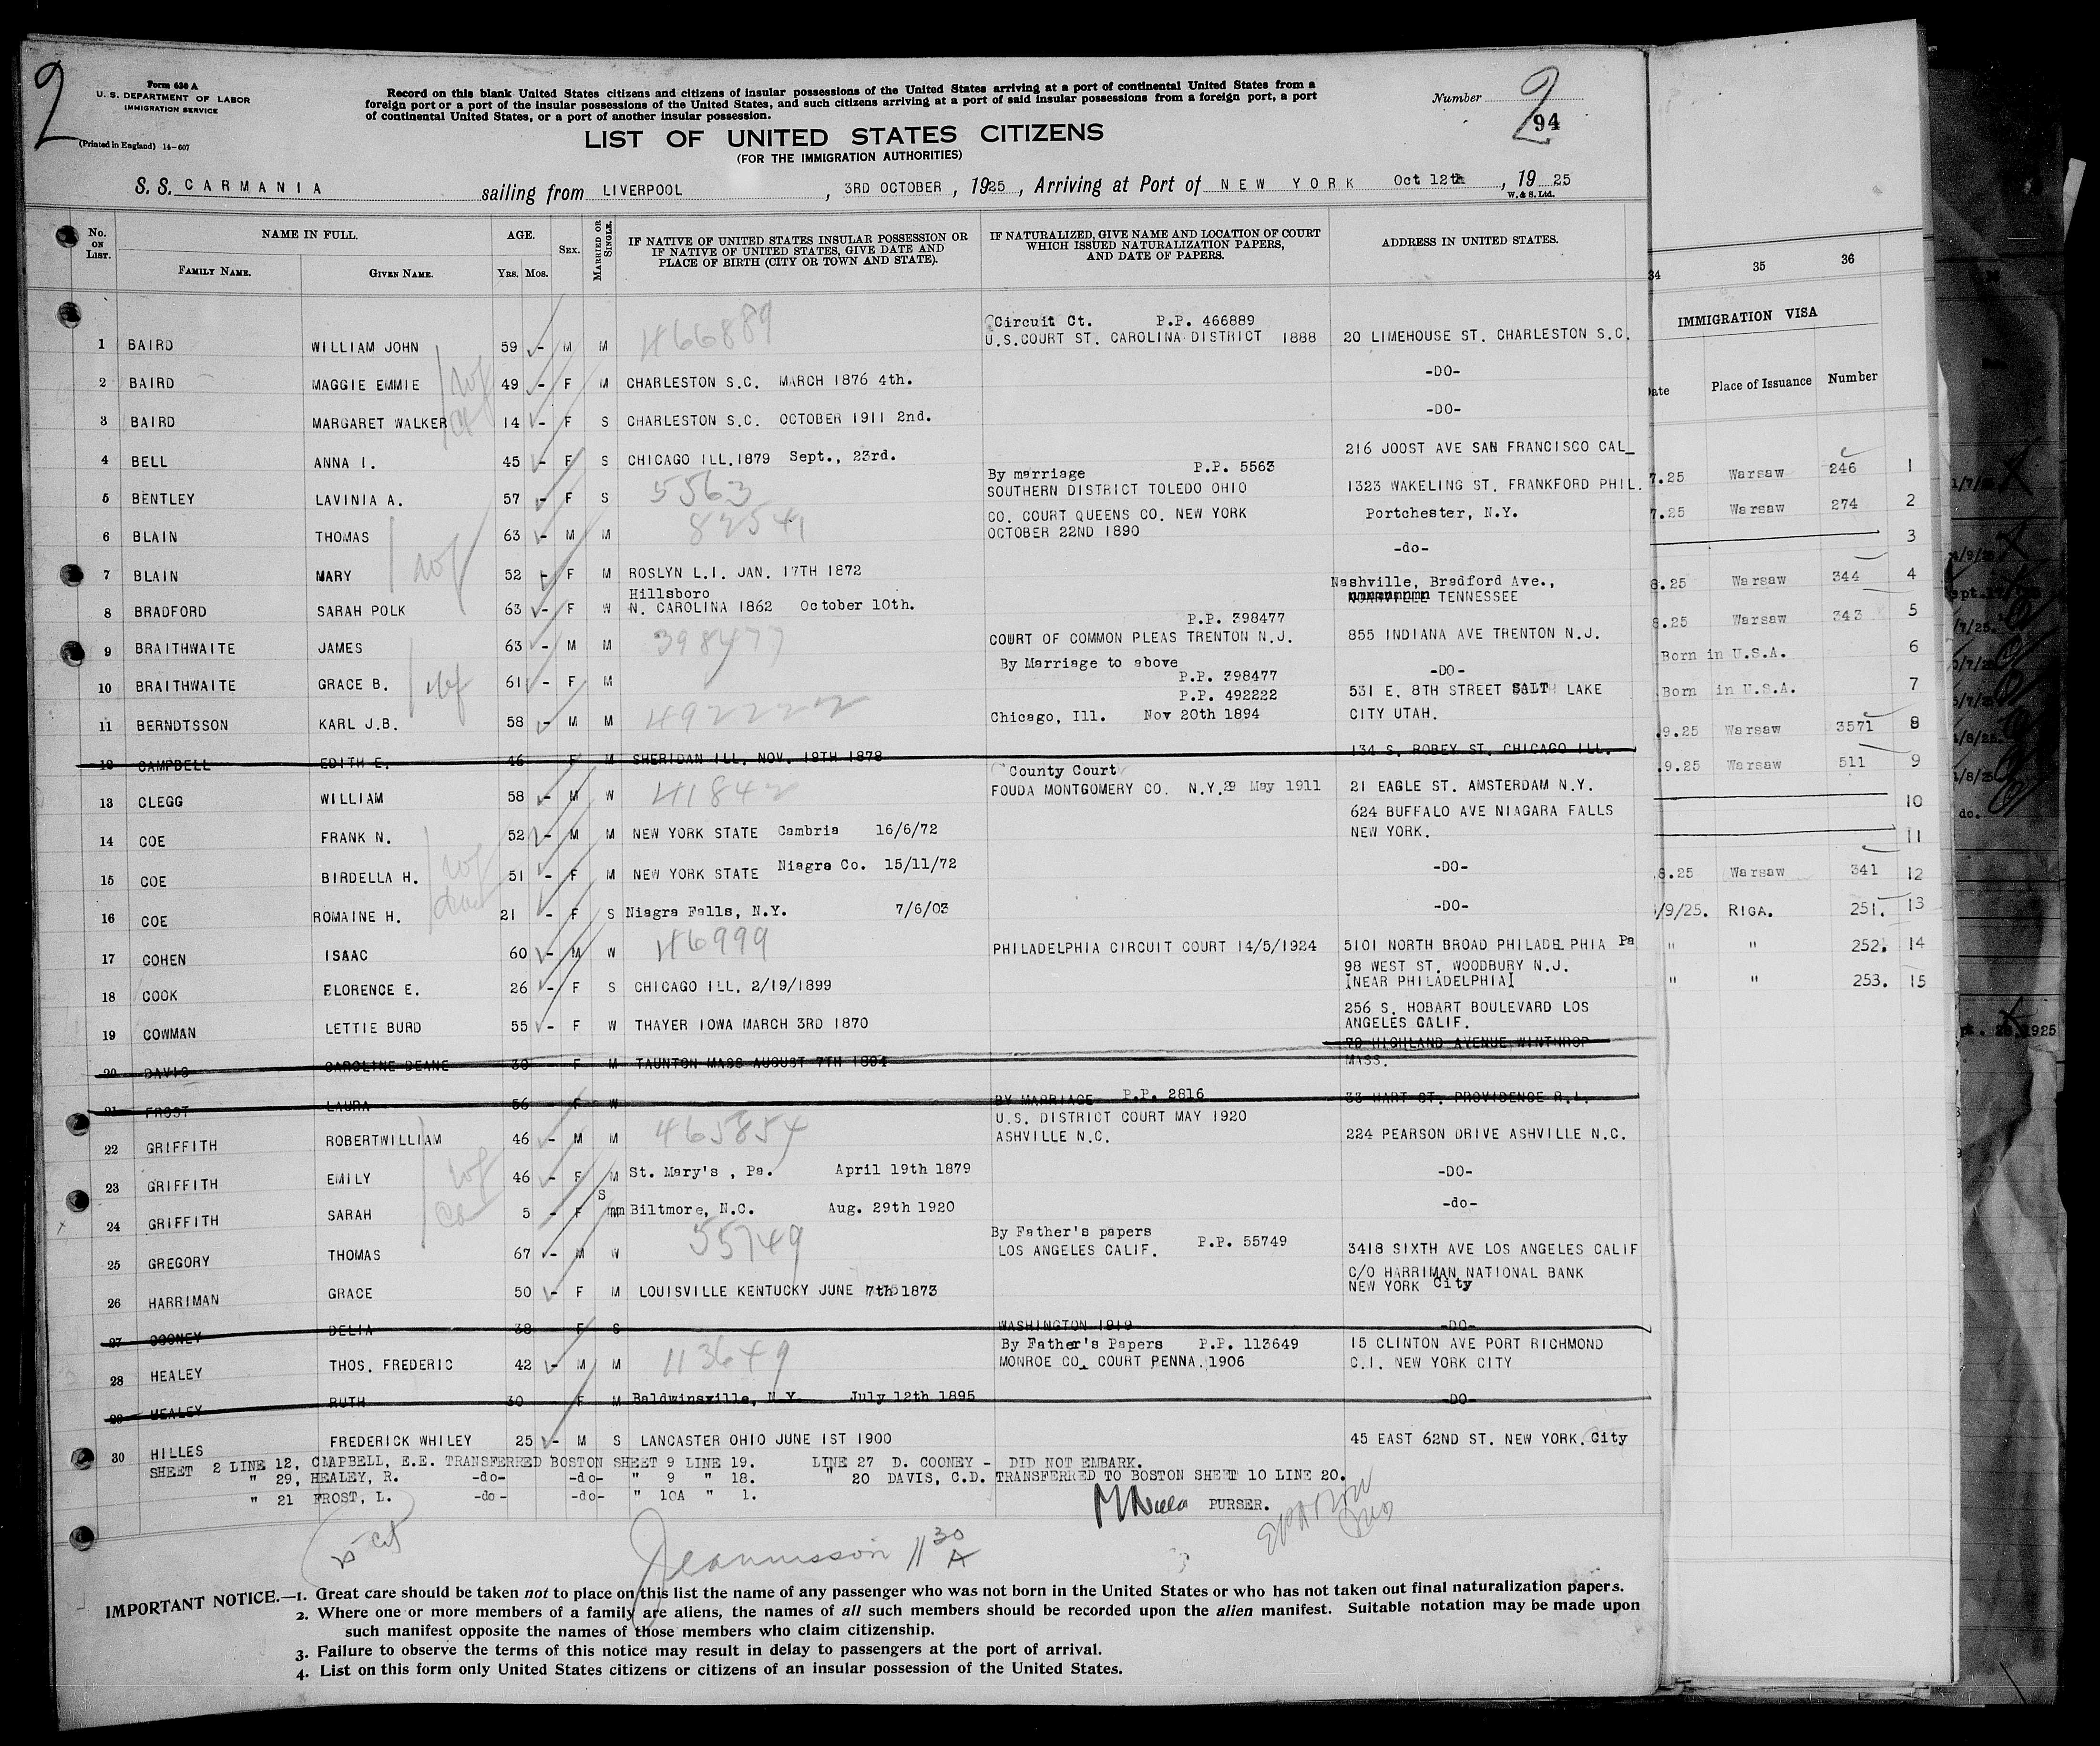 2
Form 630 A
U. S. DEPARTMENT OF LABOR
IMMIGRATION SERVICE
(Printed in England) 14-607
Record on this blank United States citizens and citizens of insular possessions of the United States arriving at a port of continental United States from a
foreign port or a port of the insular possessions of the United States, and such citizens arriving at a port of said insular possessions from a foreign port, a port
of continental United States, or a port of another insular possession.
Number 2
94
LIST OF UNITED STATES CITIZENS
(FOR THE IMMIGRATION AUTHORITIES)
S. S. CARMANIA sailing from LIVERPOOL , 3RD OCTOBER , 1925 , Arriving at Port of NEW YORK Oct 12th , 19 25
W. & S. Ltd.
No. ON LIST. NAME IN FULL. FAMILY NAME. GIVEN NAME. AGE. YRS. MOS. SEX. MARRIED OR SINGLE.
IF NATIVE OF UNITED STATES INSULAR POSSESSION OR
IF NATIVE OF UNITED STATES, GIVE DATE AND
PLACE OF BIRTH (CITY OR TOWN AND STATE).
IF NATURALIZED, GIVE NAME AND LOCATION OF COURT
WHICH ISSUED NATURALIZATION PAPERS,
AND DATE OF PAPERS.
ADDRESS IN UNITED STATES.
Circuit Ct. P.P. 466889
1 BAIRD WILLIAM JOHN 59 - M M 466889 U.S.COURT ST. CAROLINA DISTRICT 1888 20 LIMEHOUSE ST. CHARLESTON S.C.
2 BAIRD MAGGIE EMMIE 49 - F M CHARLESTON S.C. MARCH 1876 4th. -DO-
3 BAIRD MARGARET WALKER 14 - F S CHARLESTON S.C. OCTOBER 1911 2nd. -DO-
4 BELL ANNA I. 45 - F S CHICAGO ILL.1879 Sept., 23rd. 216 JOOST AVE SAN FRANCISCO CAL_
By marriage P.P. 5563
5 BENTLEY LAVINIA A. 57 - F S 5563 SOUTHERN DISTRICT TOLEDO OHIO 1323 WAKELING ST. FRANKFORD PHIL.
CO. COURT QUEENS CO. NEW YORK Portchester, N.Y.
6 BLAIN THOMAS 63 - M M 82541 OCTOBER 22ND 1890
-do-
7 BLAIN MARY 52 - F M ROSLYN L.I. JAN. 17TH 1872
Hillsboro Nashville, Bradford Ave.,
8 BRADFORD SARAH POLK 63 - F W N. CAROLINA 1862 October 10th. TENNESSEE
P.P. 398477
9 BRAITHWAITE JAMES 63 - M M 398477 COURT OF COMMON PLEAS TRENTON N.J. 855 INDIANA AVE TRENTON N.J.
By Marriage to above
10 BRAITHWAITE GRACE B. 61 - F M P.P. 398477 -DO-
P.P. 492222 531 E. 8TH STREET SALT LAKE
11 BERNDTSSON KARL J.B. 58 - M M 492222 Chicago, Ill. Nov 20th 1894 CITY UTAH.
12 CAMPBELL EDITH E. 46 F M SHERIDAN ILL. NOV. 19TH 1878 134 S. ROBEY ST. CHICAGO ILL.
County Court
13 CLEGG WILLIAM 58 - M W 41842 FOUDA MONTGOMERY CO. N.Y. 29 May 1911 21 EAGLE ST. AMSTERDAM N.Y.
624 BUFFALO AVE NIAGARA FALLS
14 COE FRANK N. 52 - M M NEW YORK STATE Cambria 16/6/72 NEW YORK.
15 COE BIRDELLA H. 51 - F M NEW YORK STATE Niagra Co. 15/11/72 -DO-
16 COE ROMAINE H. 21 - F S Niagra Falls, N.Y. 7/6/03 -DO-
17 COHEN ISAAC 60 - M W 46999 PHILADELPHIA CIRCUIT COURT 14/5/1924 5101 NORTH BROAD PHILADELPHIA Pa
98 WEST ST. WOODBURY N.J.
18 COOK FLORENCE E. 26 - F S CHICAGO ILL. 2/19/1899 [NEAR PHILADELPHIA]
256 S. HOBART BOULEVARD LOS
19 COWMAN LETTIE BURD 55 - F W THAYER IOWA MARCH 3RD 1870 ANGELES CALIF.
79 HIGHLAND AVENUE WINTHROP
20 DAVIS CAROLINE DEANE 30 - F M TAUNTON MASS AUGUST 7TH 1894 MASS.
21 FROST LAURA 56 F W BY MARRIAGE P.P. 2816 33 HART ST. PROVIDENCE R.I.
U.S. DISTRICT COURT MAY 1920
22 GRIFFITH ROBERTWILLIAM 46 - M M 465854 ASHVILLE N.C. 224 PEARSON DRIVE ASHVILLE N.C.
23 GRIFFITH EMILY 46 - F M St. Mary's , Pa. April 19th 1879 -DO-
24 GRIFFITH SARAH 5 - F S Biltmore, N.C. Aug. 29th 1920 -do-
By Father's papers
25 GREGORY THOMAS 67 - M W 55749 LOS ANGELES CALIF. P.P. 55749 3418 SIXTH AVE LOS ANGELES CALIF
C/O HARRIMAN NATIONAL BANK
26 HARRIMAN GRACE 50 - F M LOUISVILLE KENTUCKY JUNE 7th 1873 NEW YORK City
27 COONEY DELIA 38 F S WASHINGTON 1919 -DO-
By Father's Papers P.P. 113649 15 CLINTON AVE PORT RICHMOND
28 HEALEY THOS. FREDERIC 42 - M M 113649 MONROE CO. COURT PENNA. 1906 C.I. NEW YORK CITY
29 HEALEY RUTH 30 F M Baldwinsville, N.Y. July 12th 1895 -DO-
30 HILLES FREDERICK WHILEY 25 - M S LANCASTER OHIO JUNE 1ST 1900 45 EAST 62ND ST. NEW YORK. City
SHEET 2 LINE 12, CMAPBELL, E.E. TRANSFERRED BOSTON SHEET 9 LINE 19. LINE 27 D. COONEY - DID NOT EMBARK.
" 29, HEALEY, R. -do- -do- " 9 " 18. " 20 DAVIS, C.D. TRANSFERRED TO BOSTON SHEET 10 LINE 20.
" 21 FROST, L. -do- -do- " 10A " 1.
PURSER.
11 30 A
IMPORTANT NOTICE.—1. Great care should be taken not to place on this list the name of any passenger who was not born in the United States or who has not taken out final naturalization papers.
2. Where one or more members of a family are aliens, the names of all such members should be recorded upon the alien manifest. Suitable notation may be made upon
such manifest opposite the names of those members who claim citizenship.
3. Failure to observe the terms of this notice may result in delay to passengers at the port of arrival.
4. List on this form only United States citizens or citizens of an insular possession of the United States.
34 35 36
IMMIGRATION VISA
Date Place of Issuance Number
7.25 Warsaw 246 1
7.25 Warsaw 274 2
3
8.25 Warsaw 344 4
8.25 Warsaw 343 5
Born in U.S.A. 6
Born in U.S.A. 7
.9.25 Warsaw 3571 8
.9.25 Warsaw 511 9
10
11
.8.25 Warsaw 341 12
/9/25. RIGA. 251. 13
" " 252. 14
" " 253. 15